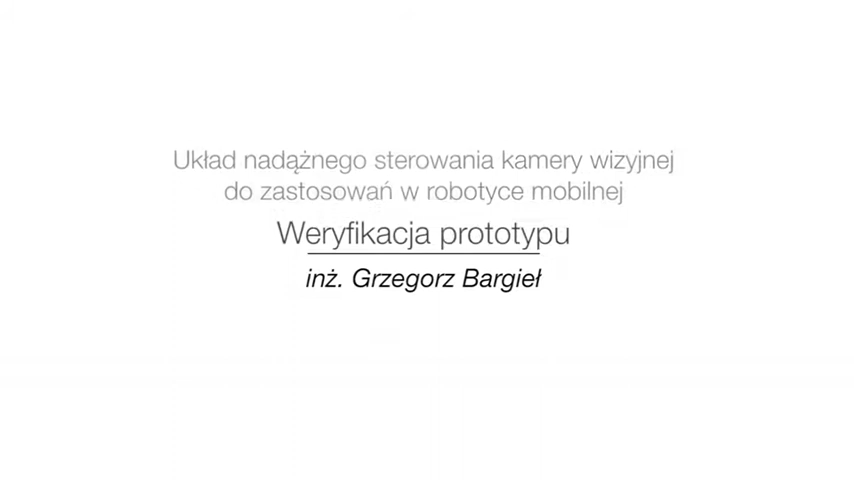 Układ nadążnego sterowania kamery wizyjnej
do zastosowań w robotyce mobilnej
Weryfikacja prototypu
inż. Grzegorz Bargieł